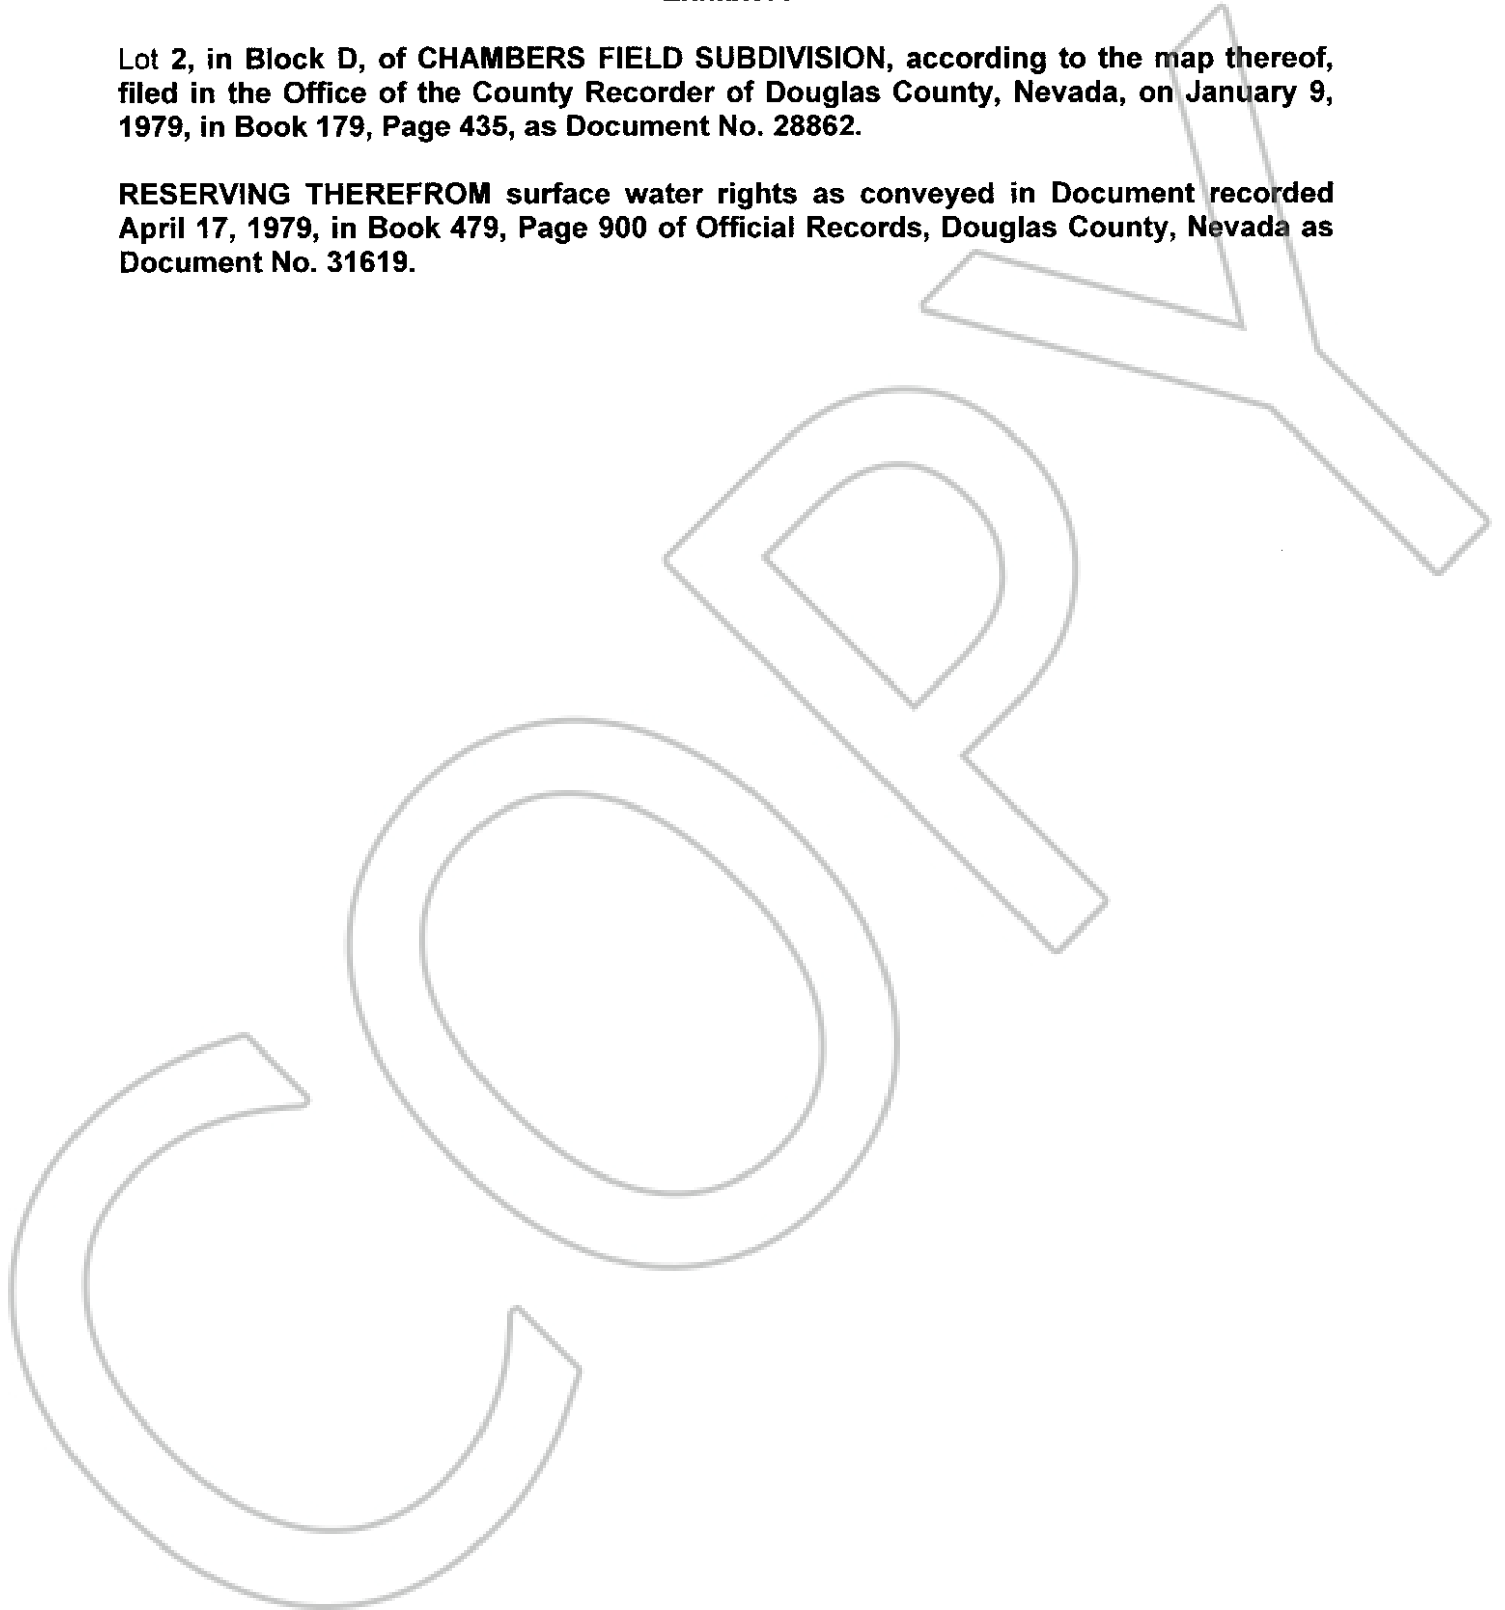 Lot 2, in Block D, of CHAMBERS FIELD SUBDIVISION, according to the map thereof,
filed in the Office of the County Recorder of Douglas County, Nevada, on January 9,
1979, in Book 179, Page 435, as Document No. 28862.
RESERVING THEREFROM surface water rights as conveyed in Document recorded
April 17, 1979, in Book 479, Page 900 of Official Records, Douglas County, Nevada as
Document No. 31619.
COPY